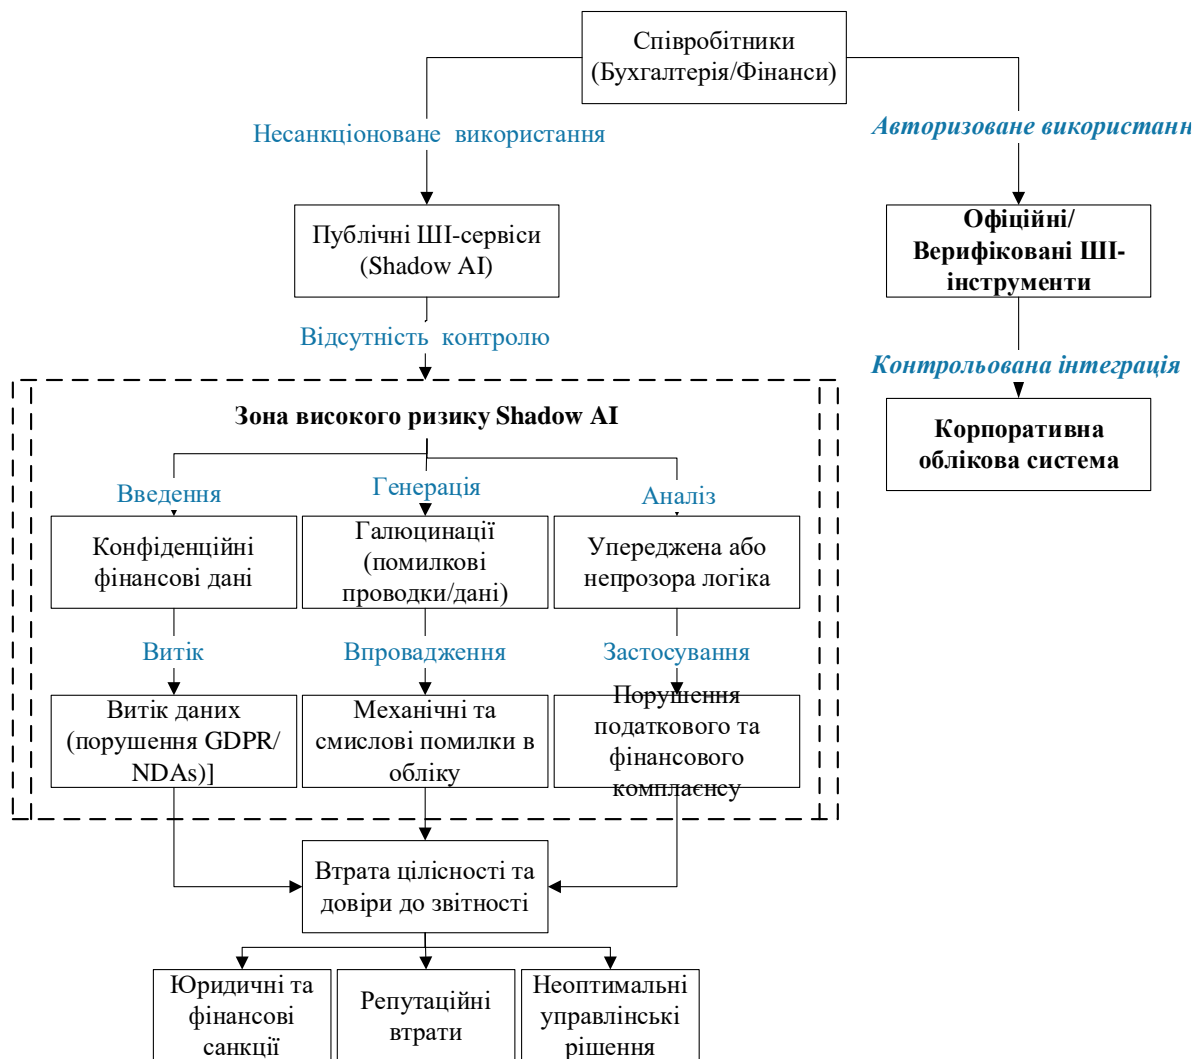 Співробітники
(Бухгалтерія/Фінанси)
Несанкціоноване використання
Авторизоване використанн
Публічні ШІ-сервіси
(Shadow AI)
Офіційні/
Верифіковані ШІ-
інструменти
Відсутність контролю
Контрольована інтеграція
Зона високого ризику Shadow AI
Корпоративна
облікова система
Введення
Генерація
Аналіз
Конфіденційні
фінансові дані
Галюцинації
(помилкові
проводки/дані)
Упереджена або
непрозора логіка
Витік
Впровадження
Застосування
Витік даних
(порушення GDPR/
NDAs)]
Механічні та
смислові помилки в
обліку
Порушення
податкового та
фінансового
комплаєнсу
Втрата цілісності та
довіри до звітності
Юридичні та
фінансові
санкції
Репутаційні
втрати
Неоптимальні
управлінські
рішення